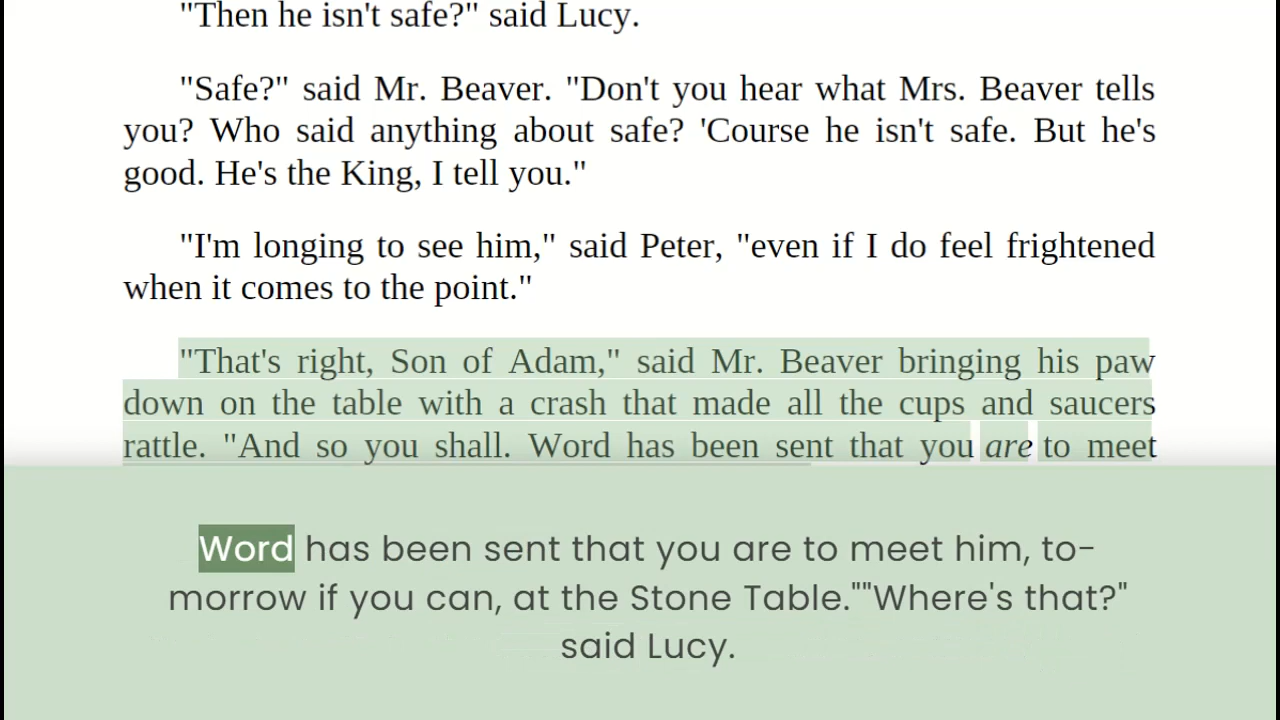 "Then he isn't safe?" said Lucy.
"Safe?" said Mr. Beaver. "Don't you hear what Mrs. Beaver tells
you? Who said anything about safe? 'Course he isn't safe. But he's
good. He's the King, I tell you."
"I'm longing to see him," said Peter, "even if I do feel frightened
when it comes to the point."
"That's right, Son of Adam," said Mr. Beaver bringing his paw
down on the table with a crash that made all the cups and saucers
rattle. "And so you shall. Word has been sent that you are to meet
Word has been sent that you are to meet him, to-
morrow if you can, at the Stone Table.""Where's that?"
said Lucy.